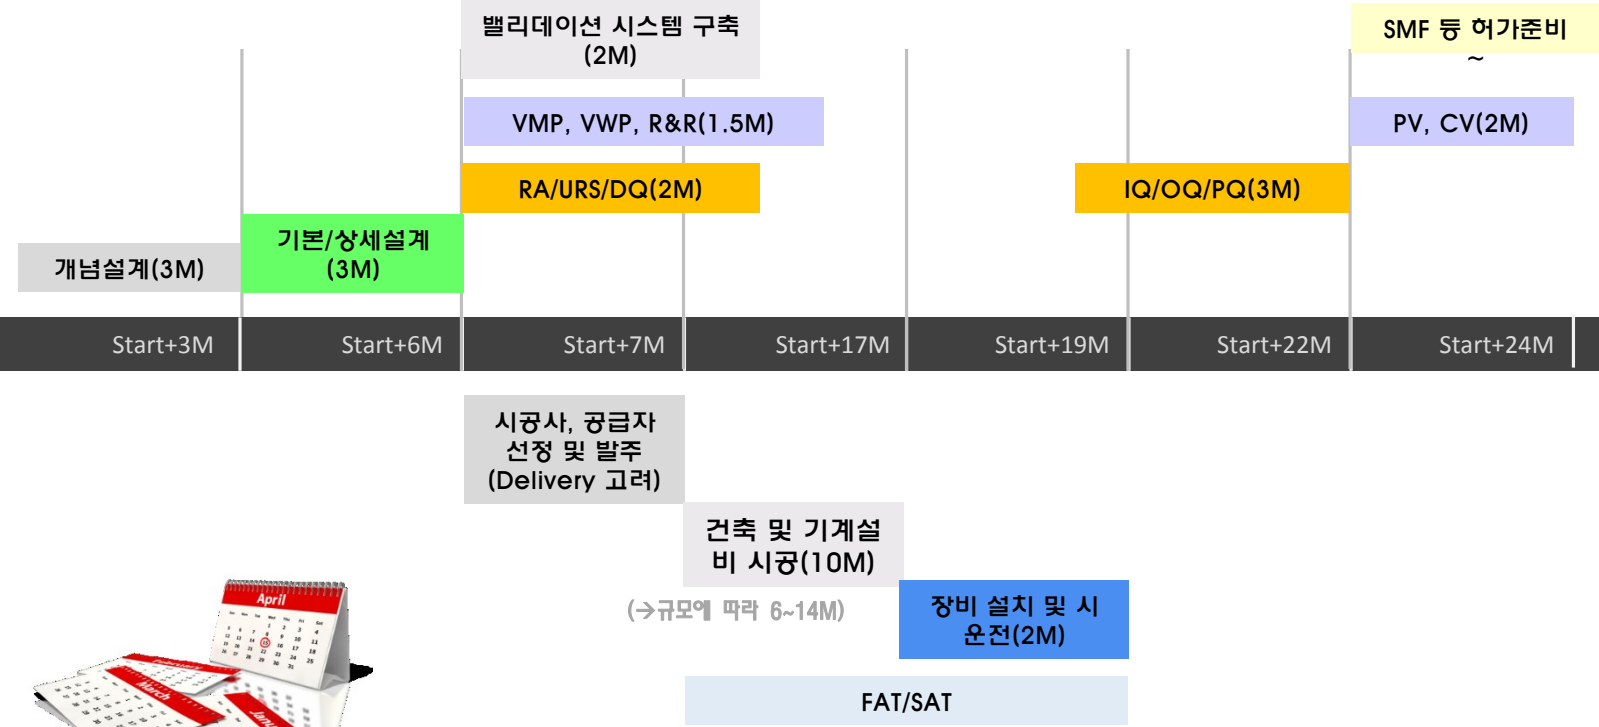 밸리데이션 시스템 구축
(2M)
SMF 등 허가준비
~
VMP, VWP, R&R(1.5M)
PV, CV(2M)
RA/URS/DQ(2M)
IQ/OQ/PQ(3M)
기본/상세설계
(3M)
개념설계(3M)
Start+3M
Start+6M
Start+7M
Start+17M
Start+19M
Start+22M
Start+24M
시공사, 공급자
선정 및 발주
(Delivery 고려)
건축 및 기계설
비 시공(10M)
(→규모에 따라 6~14M)
장비 설치 및 시
운전(2M)
FAT/SAT
April
March